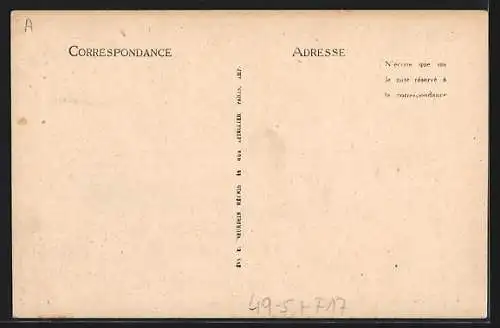 A
CORRESPONDANCE
ADRESSE
N'écrire que sur
le côté réservé à
la correspondance
49-5 + F17